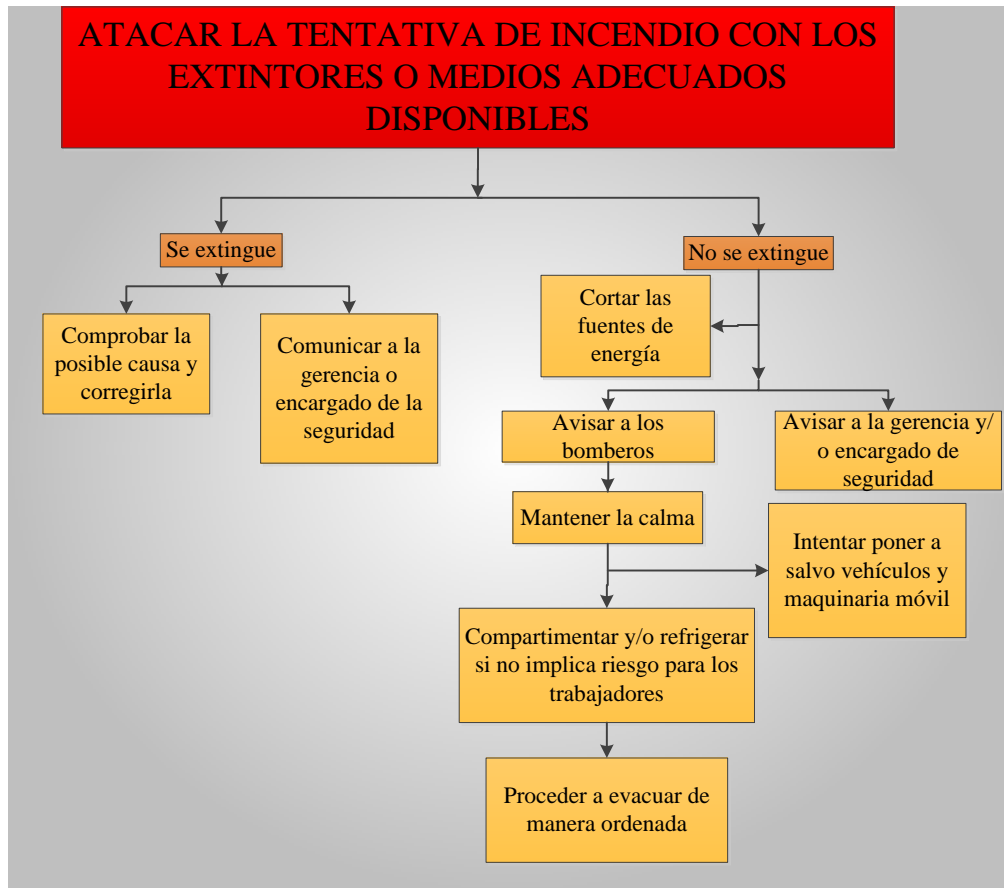 ATACAR LA TENTATIVA DE INCENDIO CON LOS
EXTINTORES O MEDIOS ADECUADOS
DISPONIBLES
Se extingue
No se extingue
Comprobar la
posible causa y
corregirla
Comunicar a la
gerencia o
encargado de la
seguridad
Cortar las
fuentes de
energía
Avisar a los
bomberos
Avisar a la gerencia y/
o encargado de
seguridad
Mantener la calma
Intentar poner a
salvo vehículos y
maquinaria móvil
Compartimentar y/o refrigerar
si no implica riesgo para los
trabajadores
Proceder a evacuar de
manera ordenada